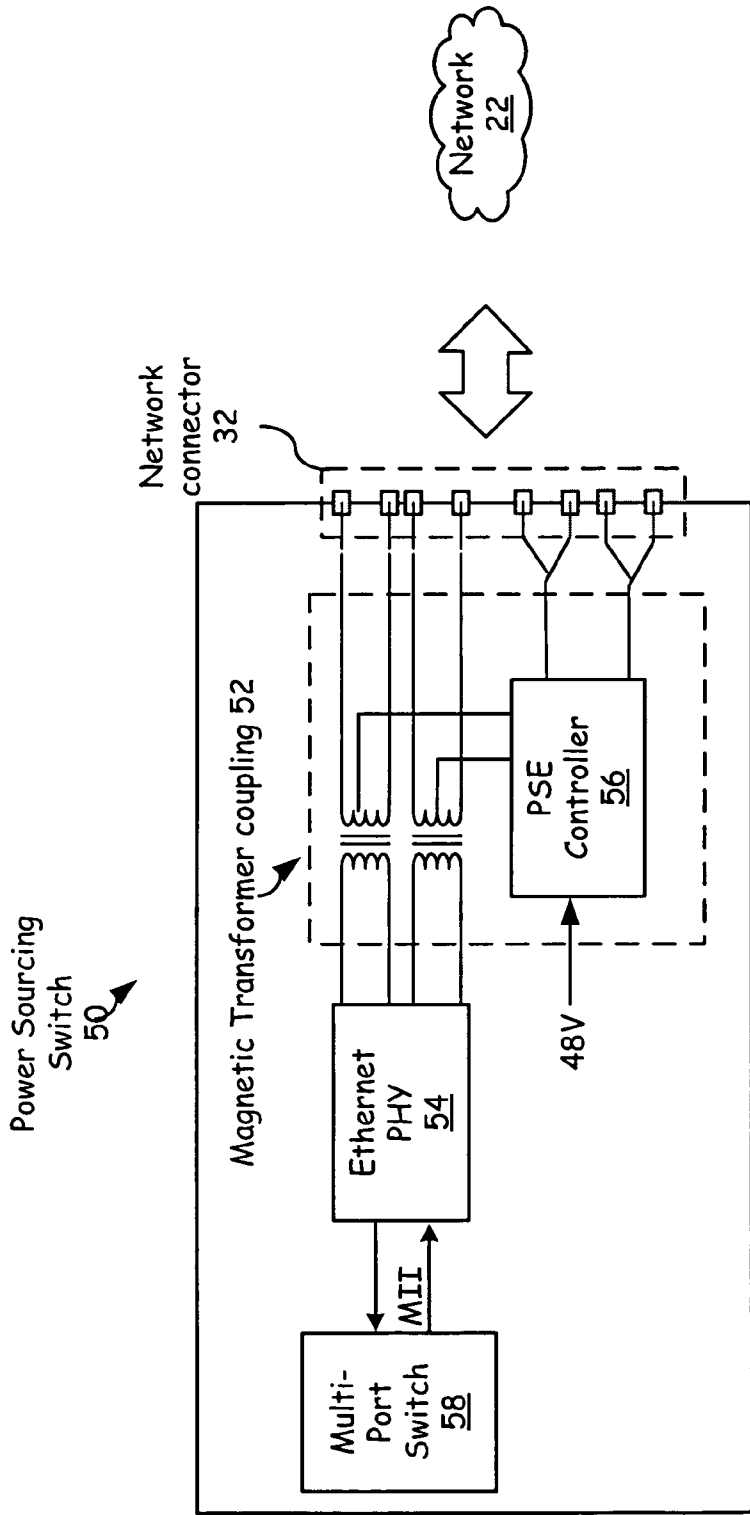 Power Sourcing
Switch
50
Magnetic Transformer coupling 52
Network
connector
32
Network
22
Multi-
Port
Switch
58
MII
Ethernet
PHY
54
48V
PSE
Controller
56